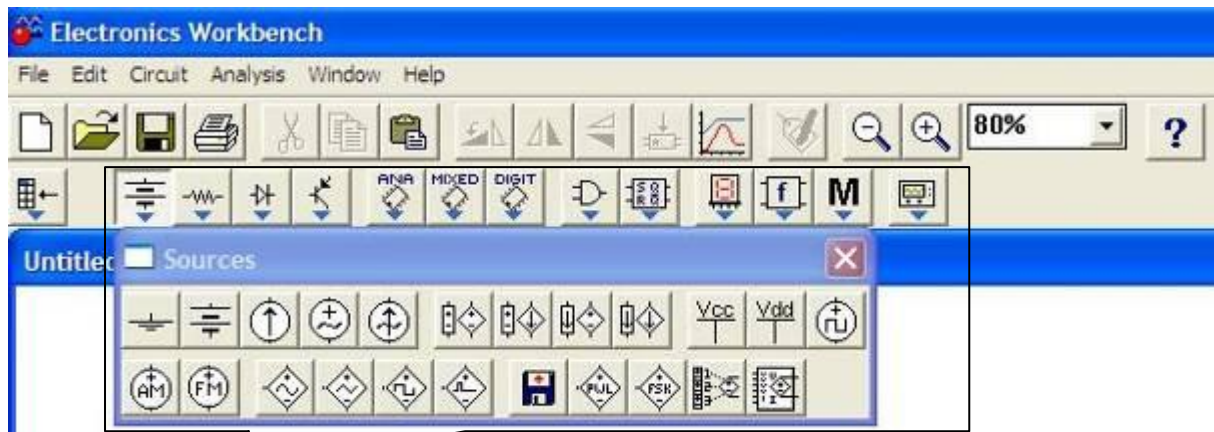 Electronics Workbench
File Edit Circuit Analysis Window Help
80% ?
ANA MIXED DIGIT f M
Untitled Sources
Vcc Vdd
AM FM PWL FSK